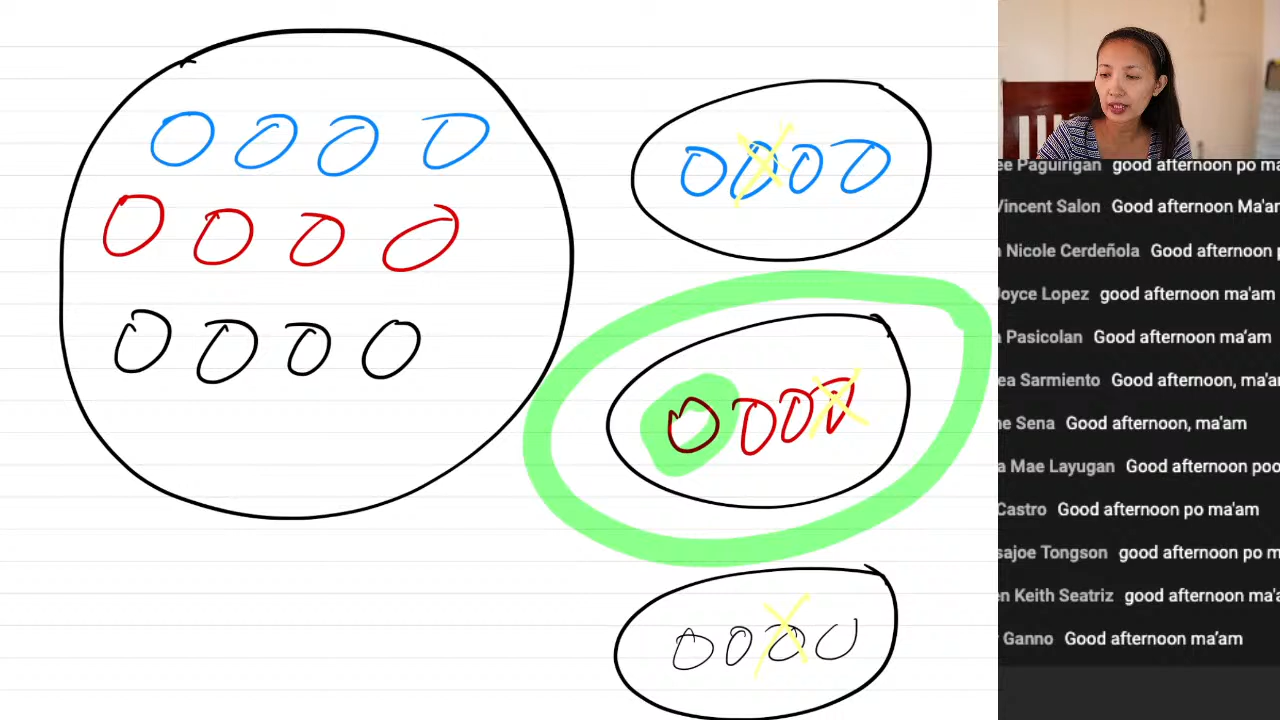 ee Paguirigan good afternoon po ma
Vincent Salon Good afternoon Ma'am
n Nicole Cerdeñola Good afternoon p
Joyce Lopez good afternoon ma'am
a Pasicolan Good afternoon ma'am
ea Sarmiento Good afternoon, ma'am
ne Sena Good afternoon, ma'am
a Mae Layugan Good afternoon poo
Castro Good afternoon po ma'am
sajoe Tongson good afternoon po m
en Keith Seatriz good afternoon ma'a
r Ganno Good afternoon ma'am